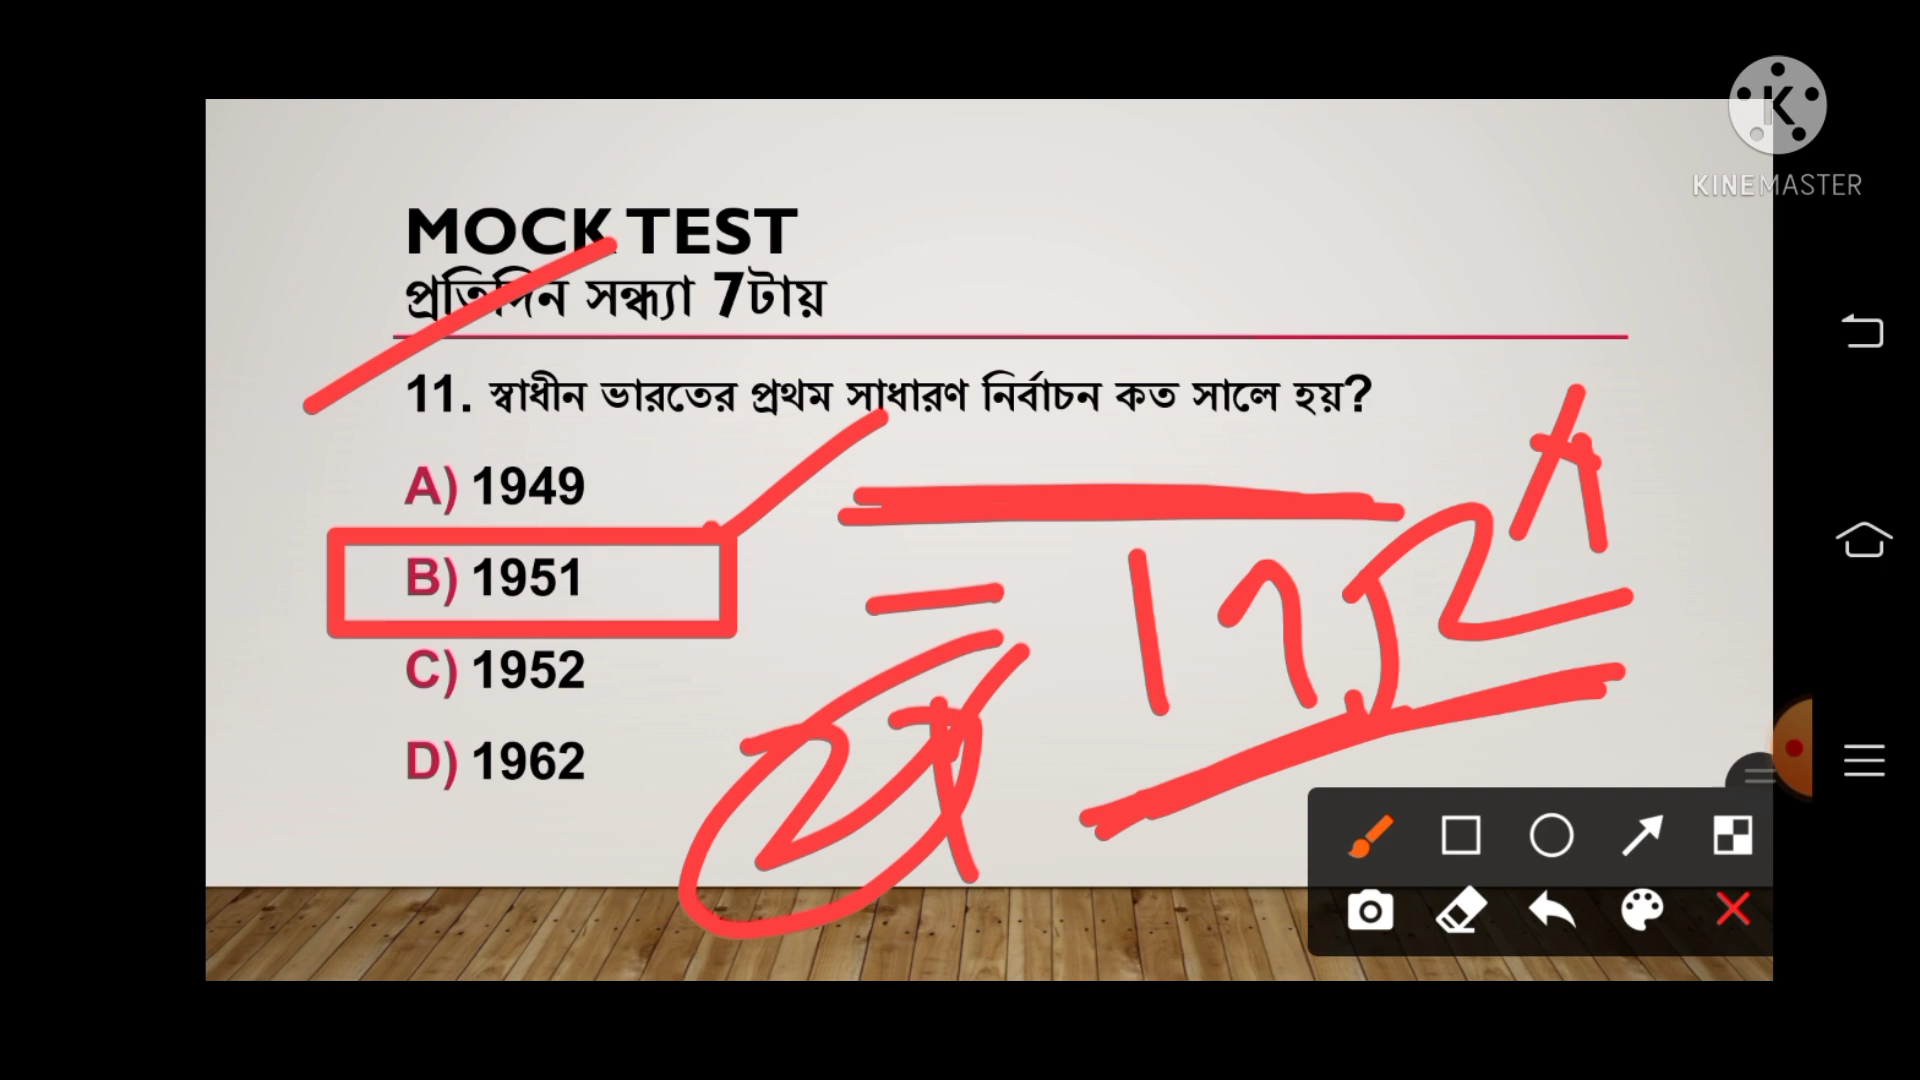 KINEMASTER
MOCK TEST
প্রতিদিন সন্ধ্যা 7টায়
11. স্বাধীন ভারতের প্রথম সাধারণ নির্বাচন কত সালে হয়?
A) 1949
B) 1951
C) 1952
D) 1962